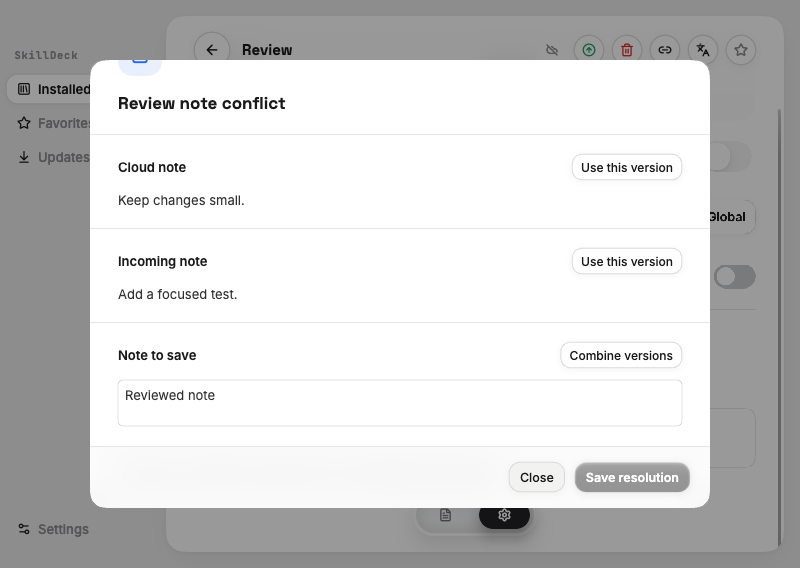 SkillDeck
Review
Installed
Favorites
Updates
Review note conflict
Cloud note
Use this version
Keep changes small.
Global
Incoming note
Use this version
Add a focused test.
Note to save
Combine versions
Reviewed note
Close
Save resolution
Settings